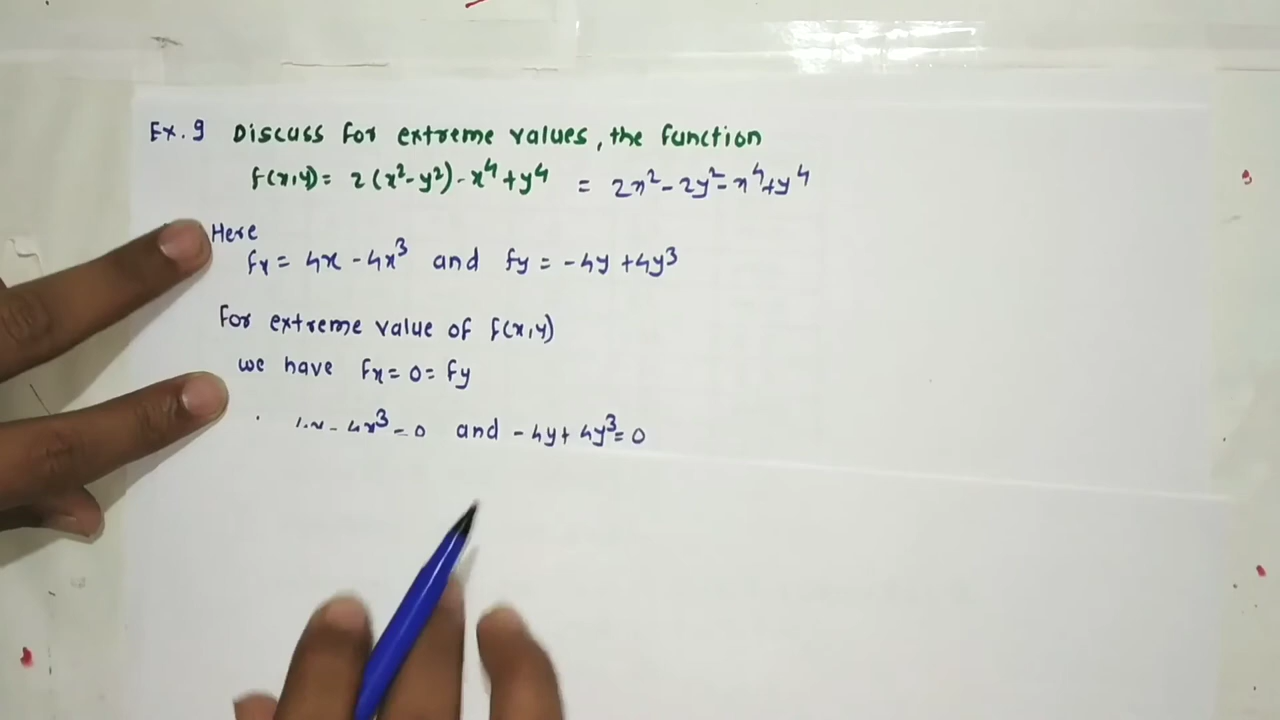 Ex. 9 Discuss for extreme values, the function
f(x,y) = 2(x²-y²) - x⁴ + y⁴ = 2x² - 2y² - x⁴ + y⁴
Here
fx = 4x - 4x³ and fy = -4y + 4y³
For extreme value of f(x,y)
we have fx = 0 = fy
4x - 4x³ = 0 and -4y + 4y³ = 0